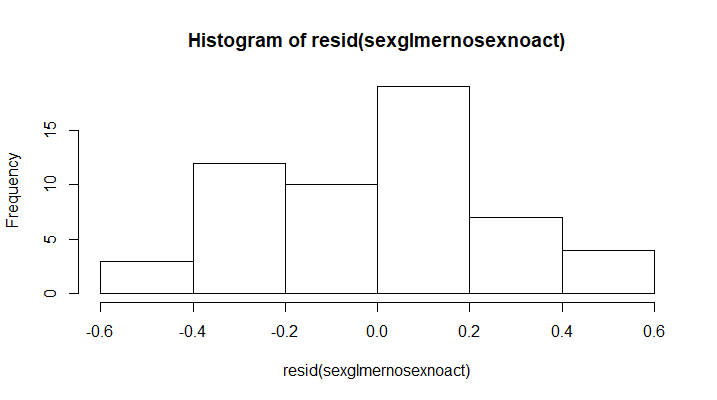 Histogram of resid(sexglmernosexnoact)
Frequency
15
10
5
0
-0.6 -0.4 -0.2 0.0 0.2 0.4 0.6
resid(sexglmernosexnoact)